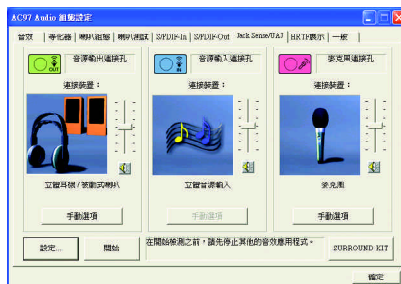 AC97 Audio 組態設定
音效 等化器 喇叭組態 喇叭測試 S/PDIF-In S/PDIF-Out Jack Sense/UAJ HRTF展示 一般
OUT 音源輸出連接孔
IN 音源輸入連接孔
麥克風連接孔
連接裝置：
連接裝置：
連接裝置：
立體耳機/被動式喇叭
立體音源輸入
麥克風
手動選項
手動選項
手動選項
設定...
開始
在開始檢測之前，請先停止其他的音效應用程式。
SURROUND-KIT
確定